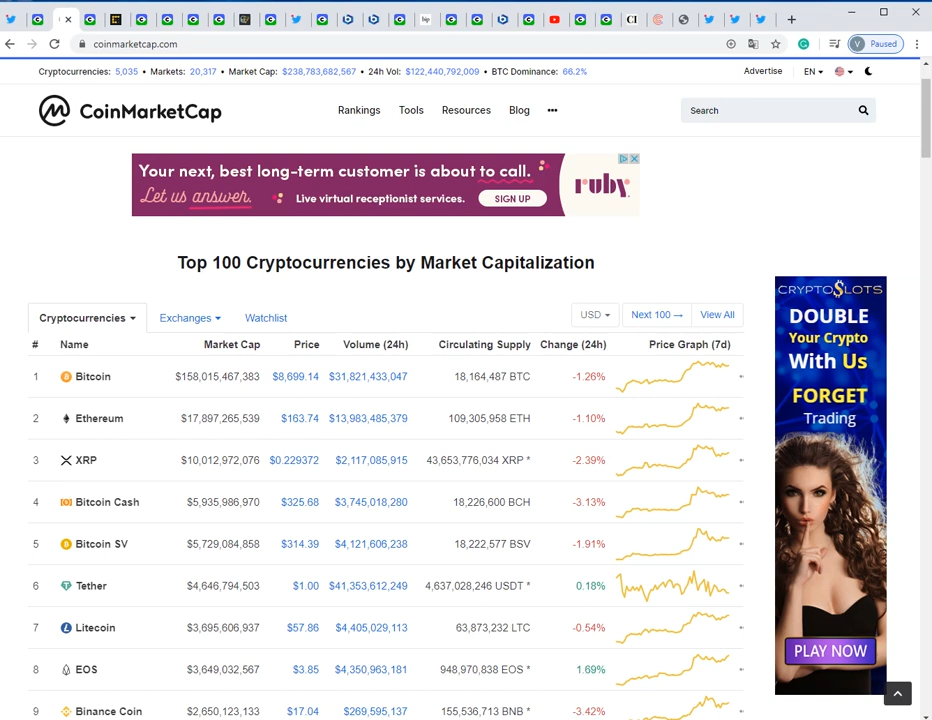 coinmarketcap.com
V Paused
Cryptocurrencies: 5,035 • Markets: 20,317 • Market Cap: $238,783,682,567 • 24h Vol: $122,440,792,009 • BTC Dominance: 66.2%
Advertise EN
CoinMarketCap
Rankings Tools Resources Blog •••
Search
Your next, best long-term customer is about to call.
Let us answer. Live virtual receptionist services. SIGN UP
ruby
Top 100 Cryptocurrencies by Market Capitalization
Cryptocurrencies Exchanges Watchlist
USD Next 100 → View All
# Name Market Cap Price Volume (24h) Circulating Supply Change (24h) Price Graph (7d)
1 Bitcoin $158,015,467,383 $8,699.14 $31,821,433,047 18,164,487 BTC -1.26%
2 Ethereum $17,897,265,539 $163.74 $13,983,485,379 109,305,958 ETH -1.10%
3 XRP $10,012,972,076 $0.229372 $2,117,085,915 43,653,776,034 XRP * -2.39%
4 Bitcoin Cash $5,935,986,970 $325.68 $3,745,018,280 18,226,600 BCH -3.13%
5 Bitcoin SV $5,729,084,858 $314.39 $4,121,606,238 18,222,577 BSV -1.91%
6 Tether $4,646,794,503 $1.00 $41,353,612,249 4,637,028,246 USDT * 0.18%
7 Litecoin $3,695,606,937 $57.86 $4,405,029,113 63,873,232 LTC -0.54%
8 EOS $3,649,032,567 $3.85 $4,350,963,181 948,970,838 EOS * 1.69%
9 Binance Coin $2,650,123,133 $17.04 $269,595,137 155,536,713 BNB * -3.42%
CRYPTO$LOTS
DOUBLE
Your Crypto
With Us
FORGET
Trading
PLAY NOW